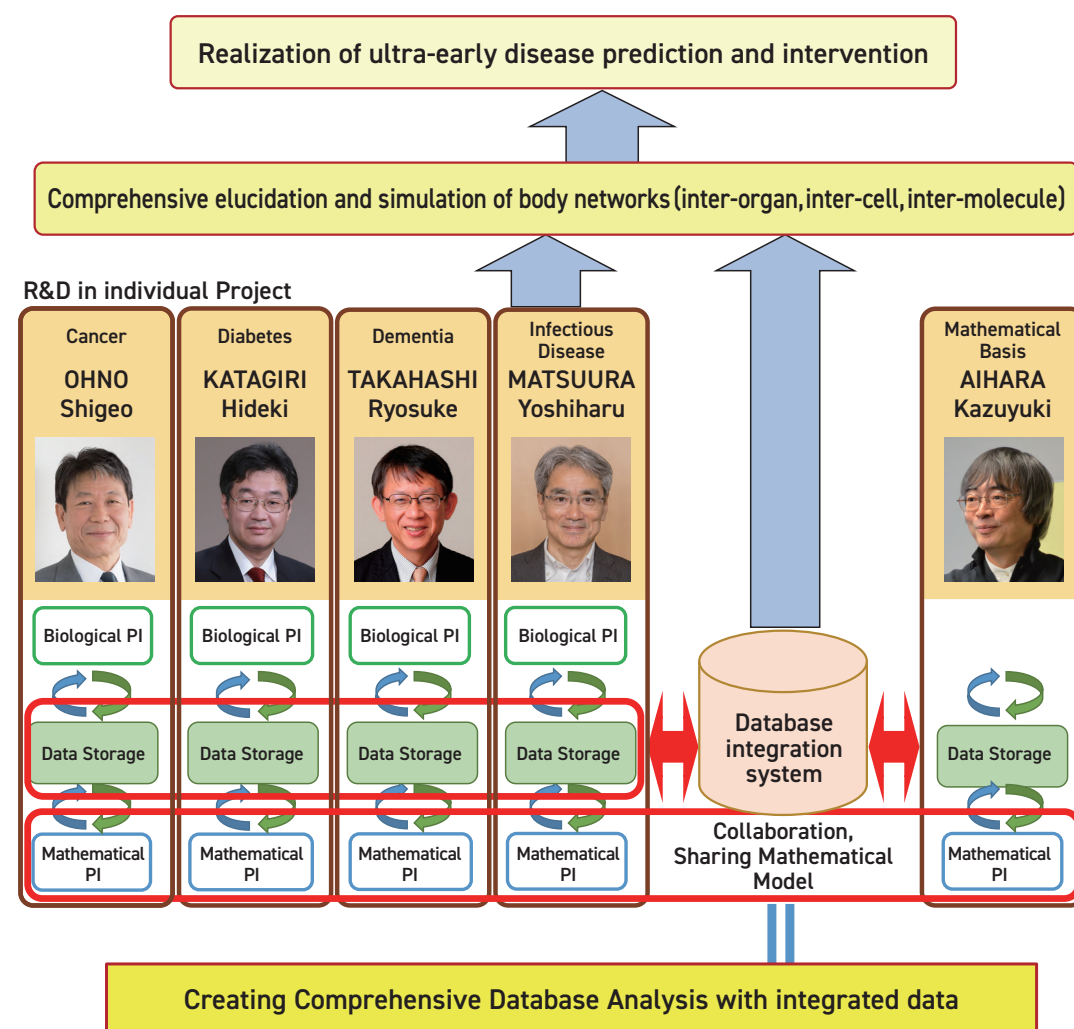 Realization of ultra-early disease prediction and intervention
Comprehensive elucidation and simulation of body networks (inter-organ, inter-cell, inter-molecule)
R&D in individual Project
Cancer
OHNO
Shigeo
Diabetes
KATAGIRI
Hideki
Dementia
TAKAHASHI
Ryosuke
Infectious
Disease
MATSUURA
Yoshiharu
Mathematical
Basis
AIHARA
Kazuyuki
Biological PI
Biological PI
Biological PI
Biological PI
Data Storage
Data Storage
Data Storage
Data Storage
Database
integration
system
Data Storage
Mathematical
PI
Mathematical
PI
Mathematical
PI
Mathematical
PI
Collaboration,
Sharing Mathematical
Model
Mathematical
PI
Creating Comprehensive Database Analysis with integrated data